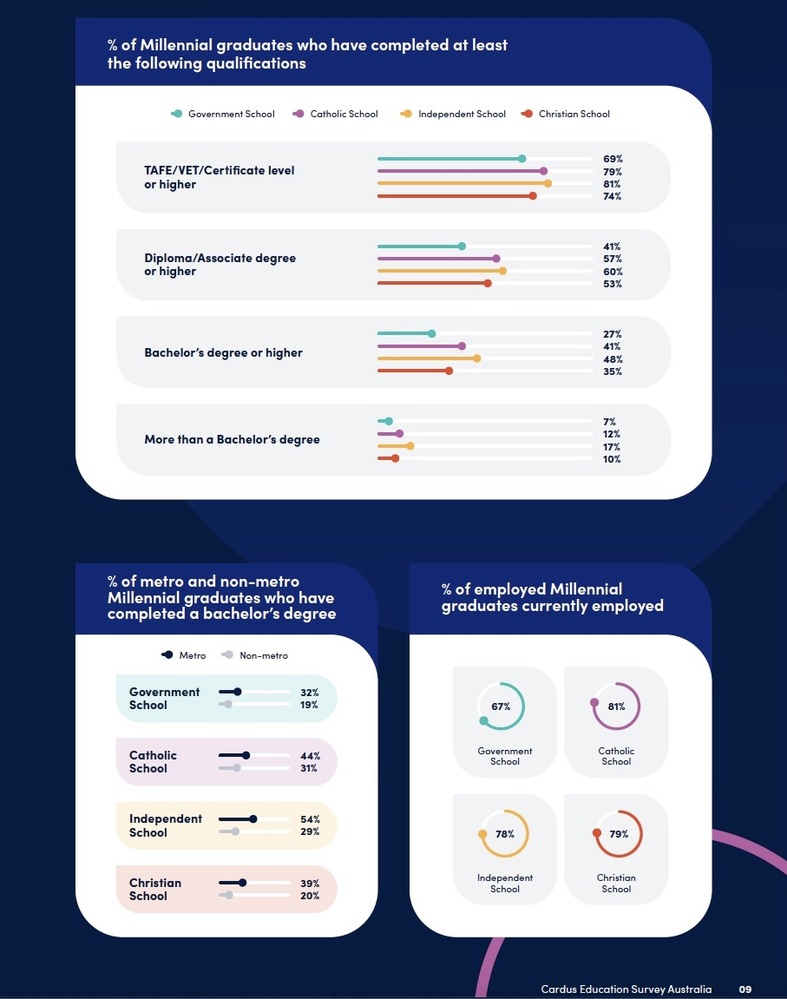 % of Millennial graduates who have completed at least
the following qualifications
Government School
Catholic School
Independent School
Christian School
TAFE/VET/Certificate level
or higher
69%
79%
81%
74%
Diploma/Associate degree
or higher
41%
57%
60%
53%
Bachelor’s degree or higher
27%
41%
48%
35%
More than a Bachelor’s degree
7%
12%
17%
10%
% of metro and non-metro
Millennial graduates who have
completed a bachelor’s degree
Metro
Non-metro
Government
School
32%
19%
Catholic
School
44%
31%
Independent
School
54%
29%
Christian
School
39%
20%
% of employed Millennial
graduates currently employed
67%
Government
School
81%
Catholic
School
78%
Independent
School
79%
Christian
School
Cardus Education Survey Australia 09